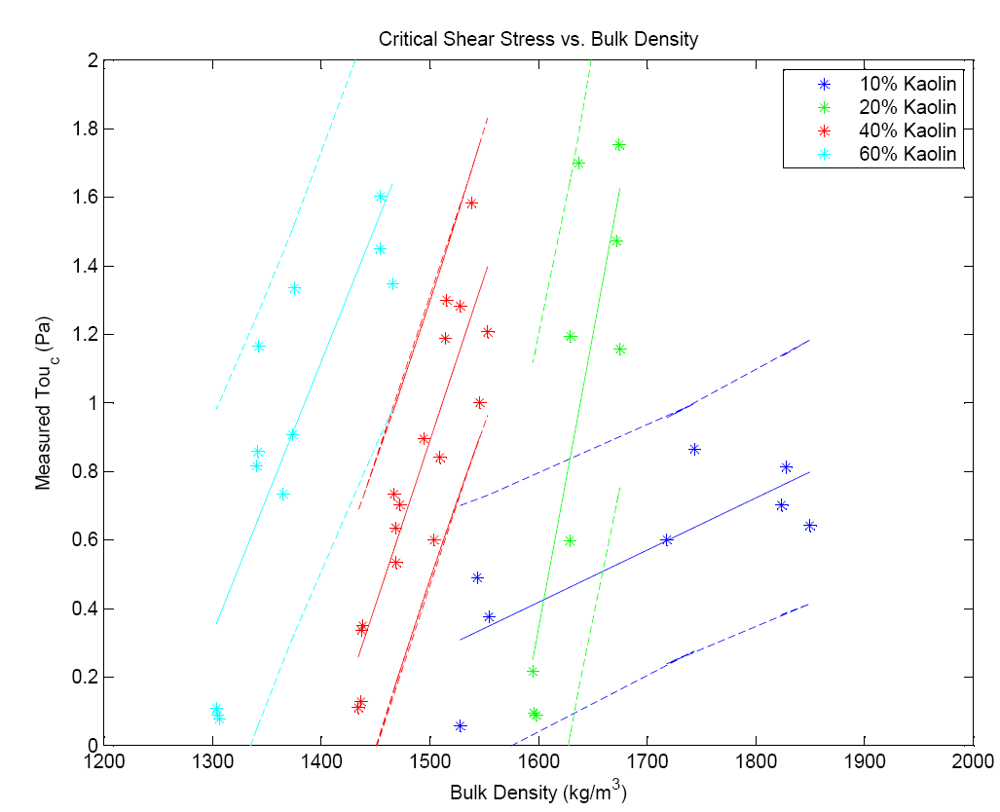 Critical Shear Stress vs. Bulk Density
2
1.8
1.6
1.4
1.2
1
0.8
0.6
0.4
0.2
0
Measured Tou_c (Pa)
10% Kaolin
20% Kaolin
40% Kaolin
60% Kaolin
1200 1300 1400 1500 1600 1700 1800 1900 2000
Bulk Density (kg/m³)